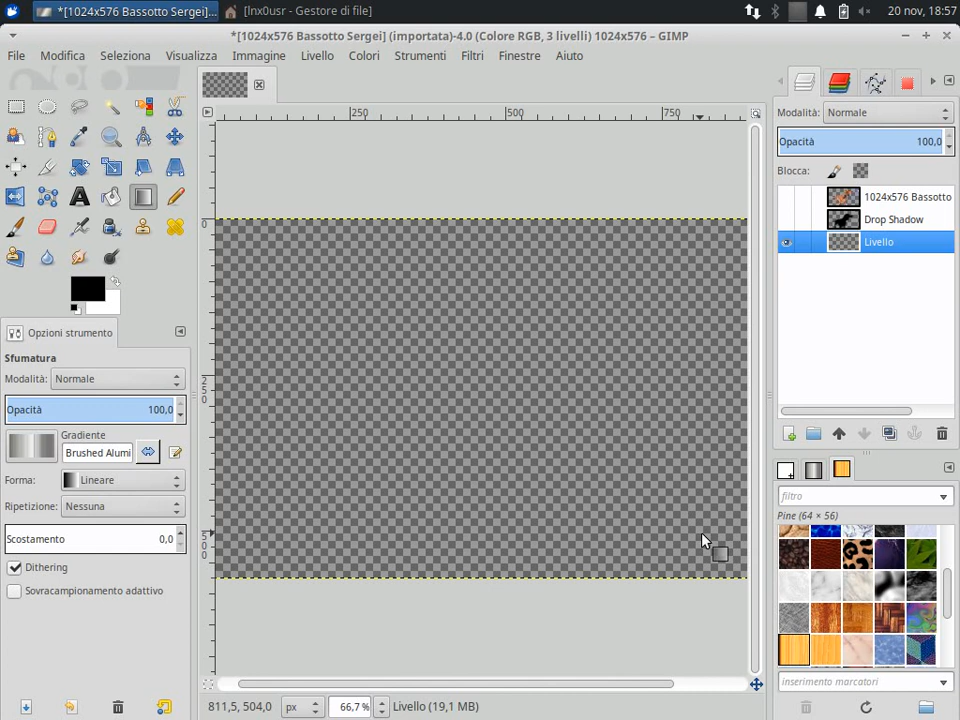 *[1024x576 Bassotto Sergei]...
[lnx0usr - Gestore di file]
20 nov, 18:57
*[1024x576 Bassotto Sergei] (importata)-4.0 (Colore RGB, 3 livelli) 1024x576 – GIMP
File Modifica Seleziona Visualizza Immagine Livello Colori Strumenti Filtri Finestre Aiuto
250 500 750
0
250
500
Opzioni strumento
Sfumatura
Modalità: Normale
Opacità 100,0
Gradiente
Brushed Alumi
Forma: Lineare
Ripetizione: Nessuna
Scostamento 0,0
Dithering
Sovracampionamento adattivo
811,5, 504,0 px 66,7 % Livello (19,1 MB)
Modalità: Normale
Opacità 100,0
Blocca:
1024x576 Bassotto
Drop Shadow
Livello
filtro
Pine (64 × 56)
inserimento marcatori